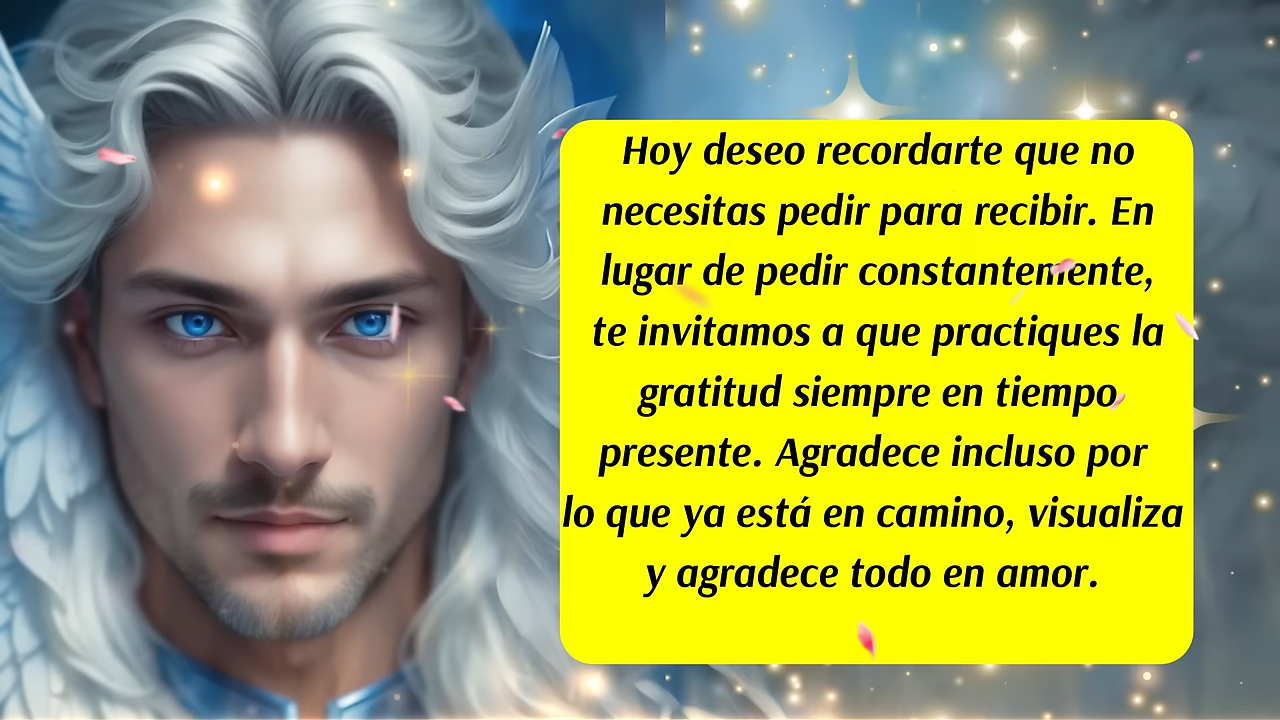 Hoy deseo recordarte que no
necesitas pedir para recibir. En
lugar de pedir constantemente,
te invitamos a que practiques la
gratitud siempre en tiempo
presente. Agradece incluso por
lo que ya está en camino, visualiza
y agradece todo en amor.